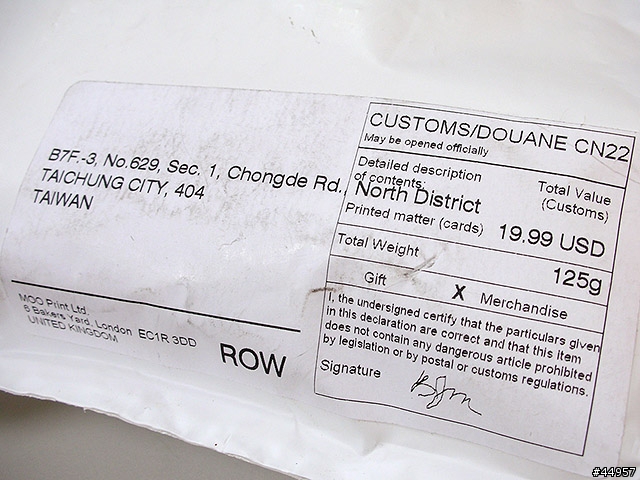 B7F.-3, No.629, Sec. 1, Chongde Rd., North District
TAICHUNG CITY, 404
TAIWAN
MOO Print Ltd.
6 Bakers Yard, London EC1R 3DD
UNITED KINGDOM
ROW
CUSTOMS/DOUANE CN22
May be opened officially
Detailed description
of contents:
Total Value
(Customs)
Printed matter (cards) 19.99 USD
Total Weight
125g
Gift X Merchandise
I, the undersigned certify that the particulars given
in this declaration are correct and that this item
does not contain any dangerous article prohibited
by legislation or by postal or customs regulations.
Signature
#44957